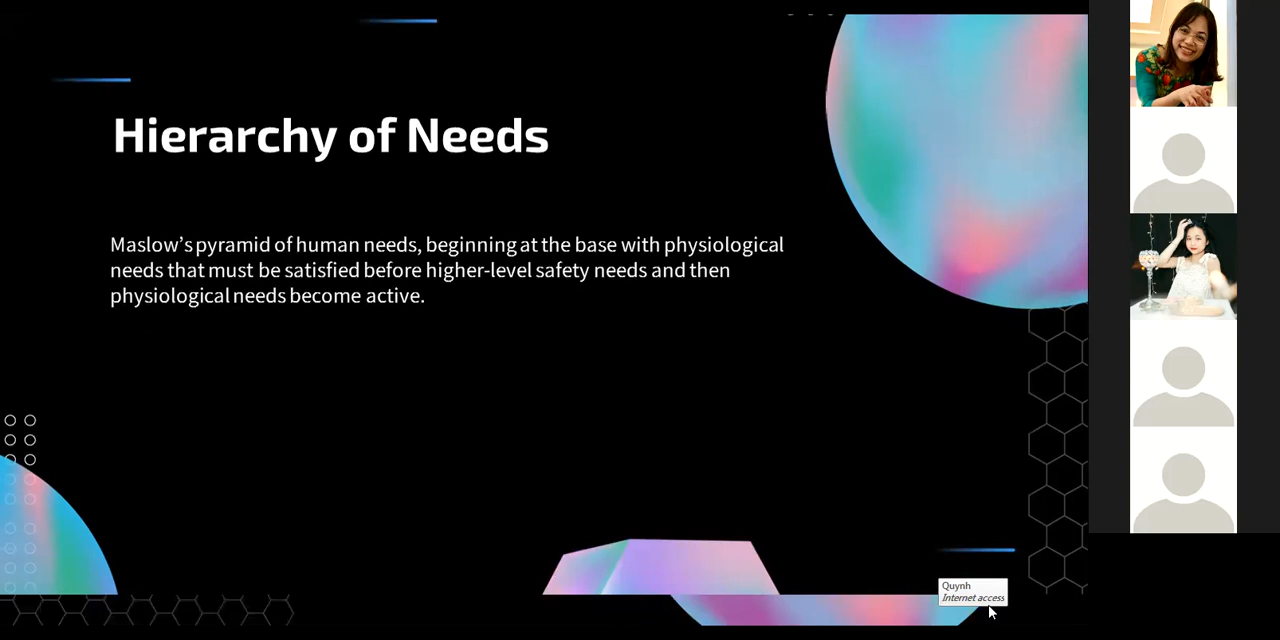 Hierarchy of Needs
Maslow’s pyramid of human needs, beginning at the base with physiological
needs that must be satisfied before higher-level safety needs and then
physiological needs become active.
Quynh
Internet access